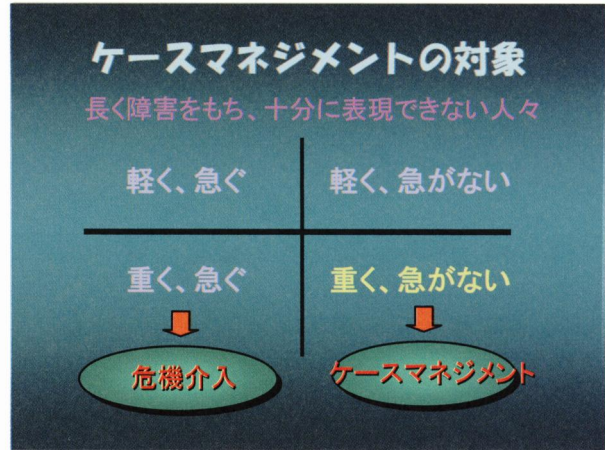 ケースマネジメントの対象
長く障害をもち、十分に表現できない人々
軽く、急ぐ
軽く、急がない
重く、急ぐ
重く、急がない
危機介入
ケースマネジメント